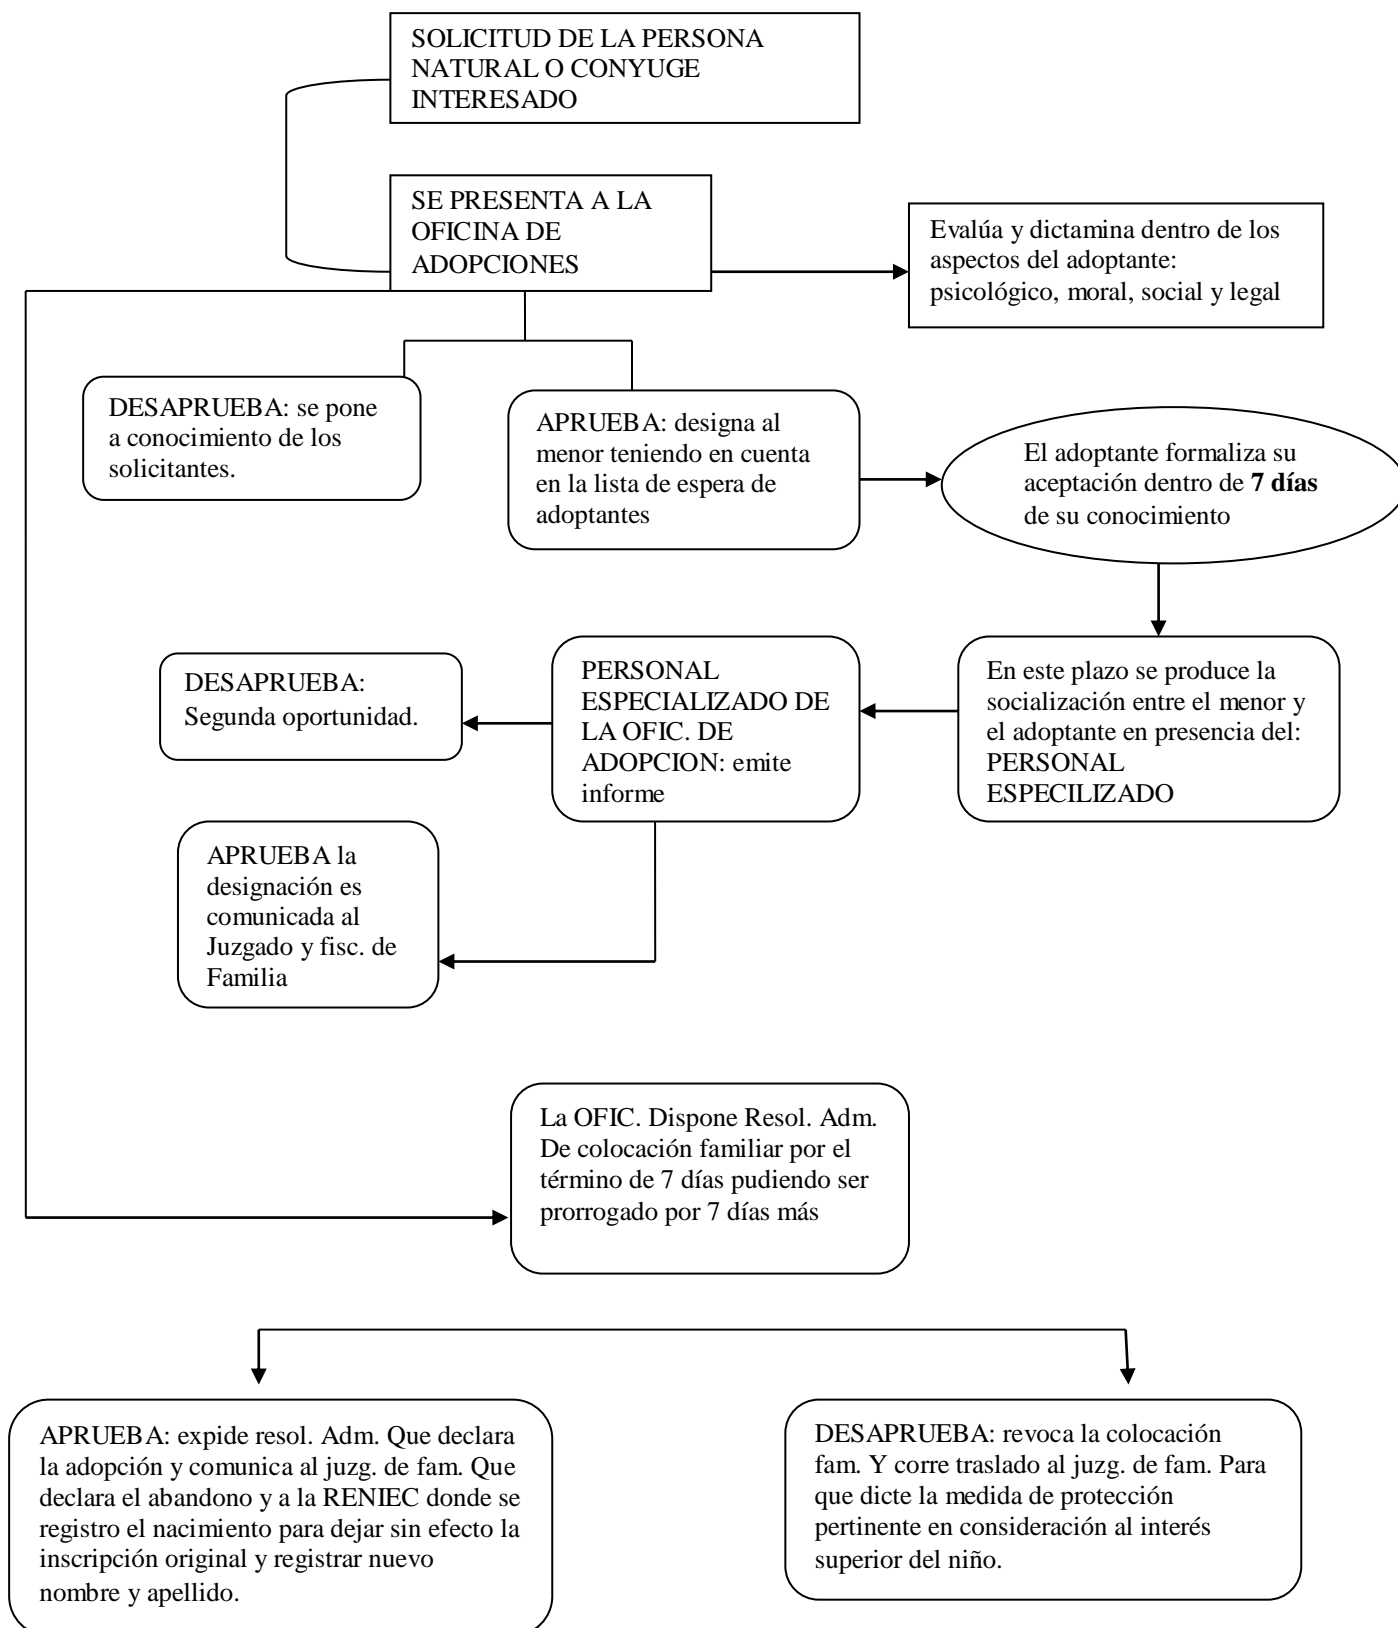 SOLICITUD DE LA PERSONA
NATURAL O CONYUGE
INTERESADO
SE PRESENTA A LA
OFICINA DE
ADOPCIONES
Evalúa y dictamina dentro de los
aspectos del adoptante:
psicológico, moral, social y legal
DESAPRUEBA: se pone
a conocimiento de los
solicitantes.
APRUEBA: designa al
menor teniendo en cuenta
en la lista de espera de
adoptantes
El adoptante formaliza su
aceptación dentro de 7 días
de su conocimiento
DESAPRUEBA:
Segunda oportunidad.
PERSONAL
ESPECIALIZADO DE
LA OFIC. DE
ADOPCION: emite
informe
En este plazo se produce la
socialización entre el menor y
el adoptante en presencia del:
PERSONAL
ESPECILIZADO
APRUEBA la
designación es
comunicada al
Juzgado y fisc. de
Familia
La OFIC. Dispone Resol. Adm.
De colocación familiar por el
término de 7 días pudiendo ser
prorrogado por 7 días más
APRUEBA: expide resol. Adm. Que declara
la adopción y comunica al juzg. de fam. Que
declara el abandono y a la RENIEC donde se
registro el nacimiento para dejar sin efecto la
inscripción original y registrar nuevo
nombre y apellido.
DESAPRUEBA: revoca la colocación
fam. Y corre traslado al juzg. de fam. Para
que dicte la medida de protección
pertinente en consideración al interés
superior del niño.